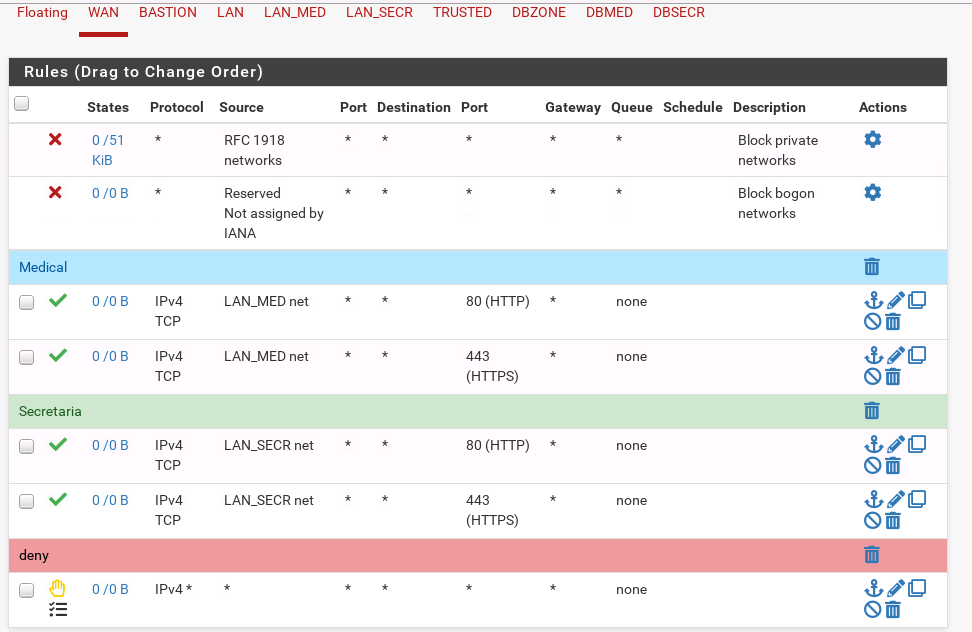 Floating WAN BASTION LAN LAN_MED LAN_SECR TRUSTED DBZONE DBMED DBSECR
Rules (Drag to Change Order)
States Protocol Source Port Destination Port Gateway Queue Schedule Description Actions
0 /51 KiB * RFC 1918 networks * * * * * Block private networks
0 /0 B * Reserved Not assigned by IANA * * * * * Block bogon networks
Medical
0 /0 B IPv4 TCP LAN_MED net * * 80 (HTTP) * none
0 /0 B IPv4 TCP LAN_MED net * * 443 (HTTPS) * none
Secretaria
0 /0 B IPv4 TCP LAN_SECR net * * 80 (HTTP) * none
0 /0 B IPv4 TCP LAN_SECR net * * 443 (HTTPS) * none
deny
0 /0 B IPv4 * * * * * * none